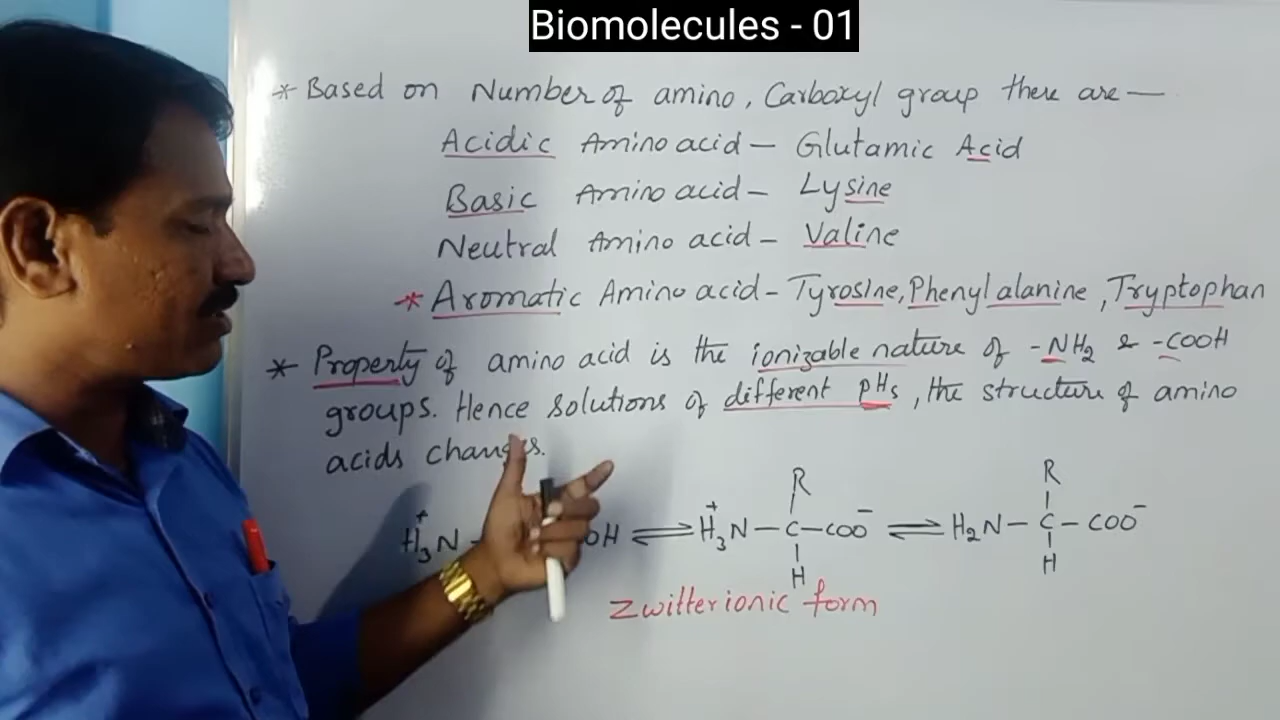 Biomolecules - 01
* Based on Number of amino, Carboxyl group there are —
Acidic Amino acid — Glutamic Acid
Basic Amino acid — Lysine
Neutral Amino acid — Valine
* Aromatic Amino acid - Tyrosine, Phenylalanine, Tryptophan
* Property of amino acid is the ionizable nature of -NH₂ & -COOH
groups. Hence solutions of different pHs, the structure of amino
acids changes.
R R
H₃⁺N - OH ⇌ H₃⁺N — C — COO⁻ ⇌ H₂N — C — COO⁻
H H
Zwitterionic form